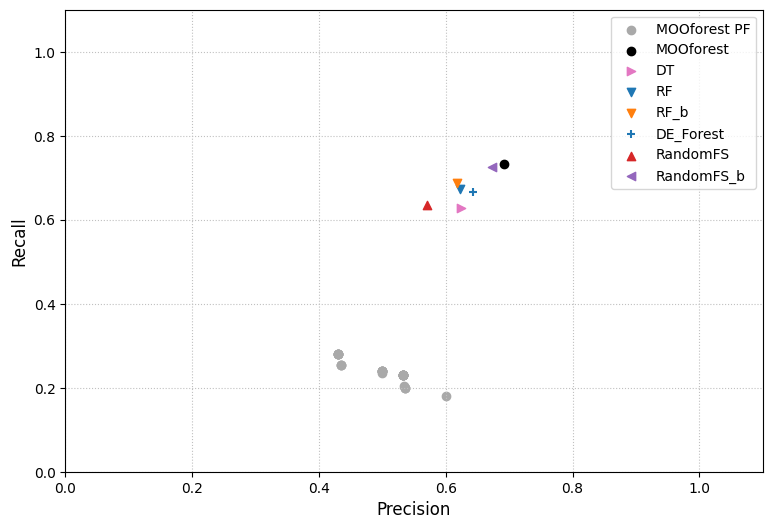 MOOforest PF
MOOforest
DT
RF
RF_b
DE_Forest
RandomFS
RandomFS_b
1.0
0.8
0.6
0.4
0.2
0.0
Recall
0.0 0.2 0.4 0.6 0.8 1.0
Precision